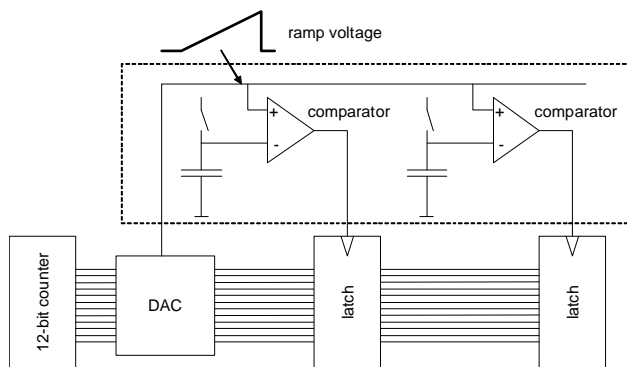 ramp voltage
comparator
comparator
+
-
+
-
12-bit counter
DAC
latch
latch